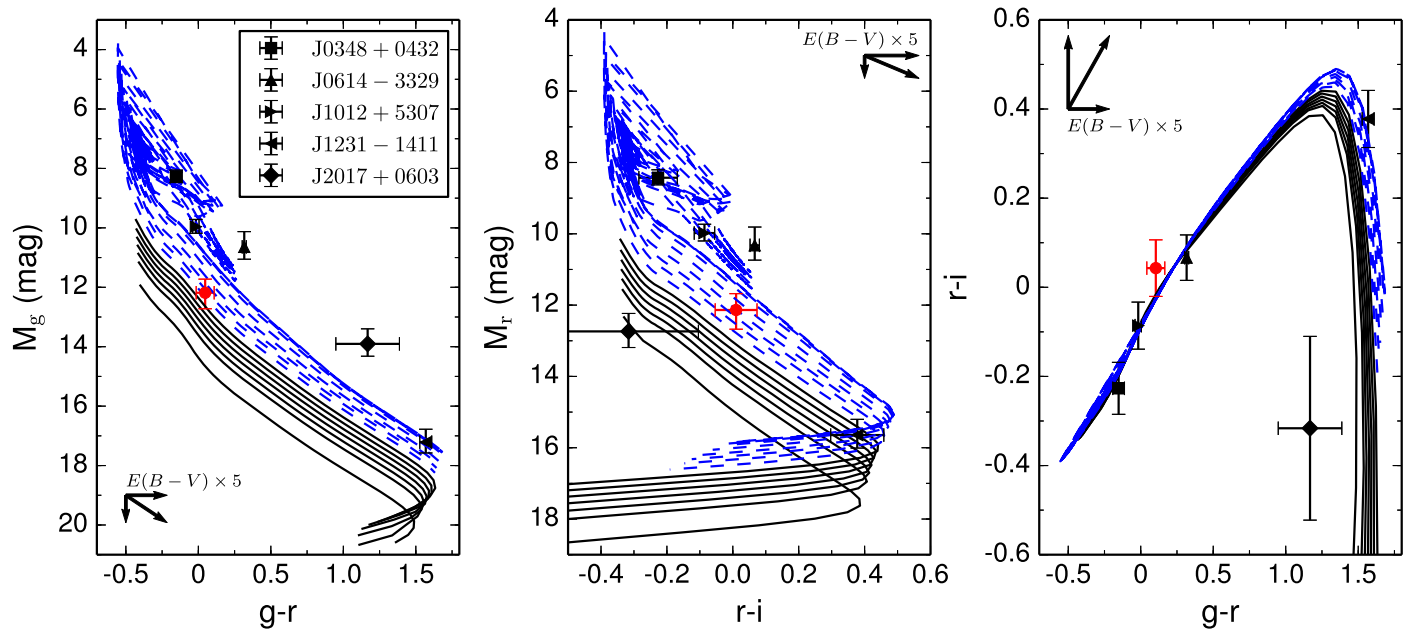 4
6
8
10
12
14
16
18
20
M_g (mag)
-0.5
0
0.5
1.0
1.5
g-r
J0348 + 0432
J0614 − 3329
J1012 + 5307
J1231 − 1411
J2017 + 0603
E(B − V) × 5
4
6
8
10
12
14
16
18
M_r (mag)
-0.4
-0.2
0.0
0.2
0.4
0.6
r-i
E(B − V) × 5
0.6
0.4
0.2
0
-0.2
-0.4
-0.6
r-i
-0.5
0
0.5
1.0
1.5
g-r
E(B − V) × 5